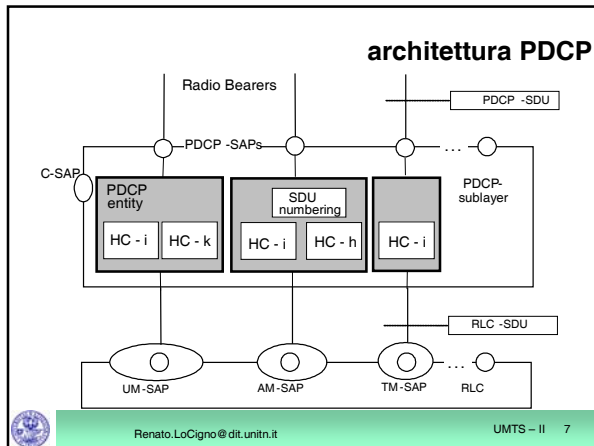 architettura PDCP
Radio Bearers
PDCP -SDU
PDCP -SAPs
...
C-SAP
PDCP entity
SDU numbering
PDCP- sublayer
HC - i
HC - k
HC - i
HC - h
HC - i
RLC -SDU
...
UM-SAP
AM-SAP
TM-SAP
RLC
Renato.LoCigno@dit.unitn.it
UMTS – II 7